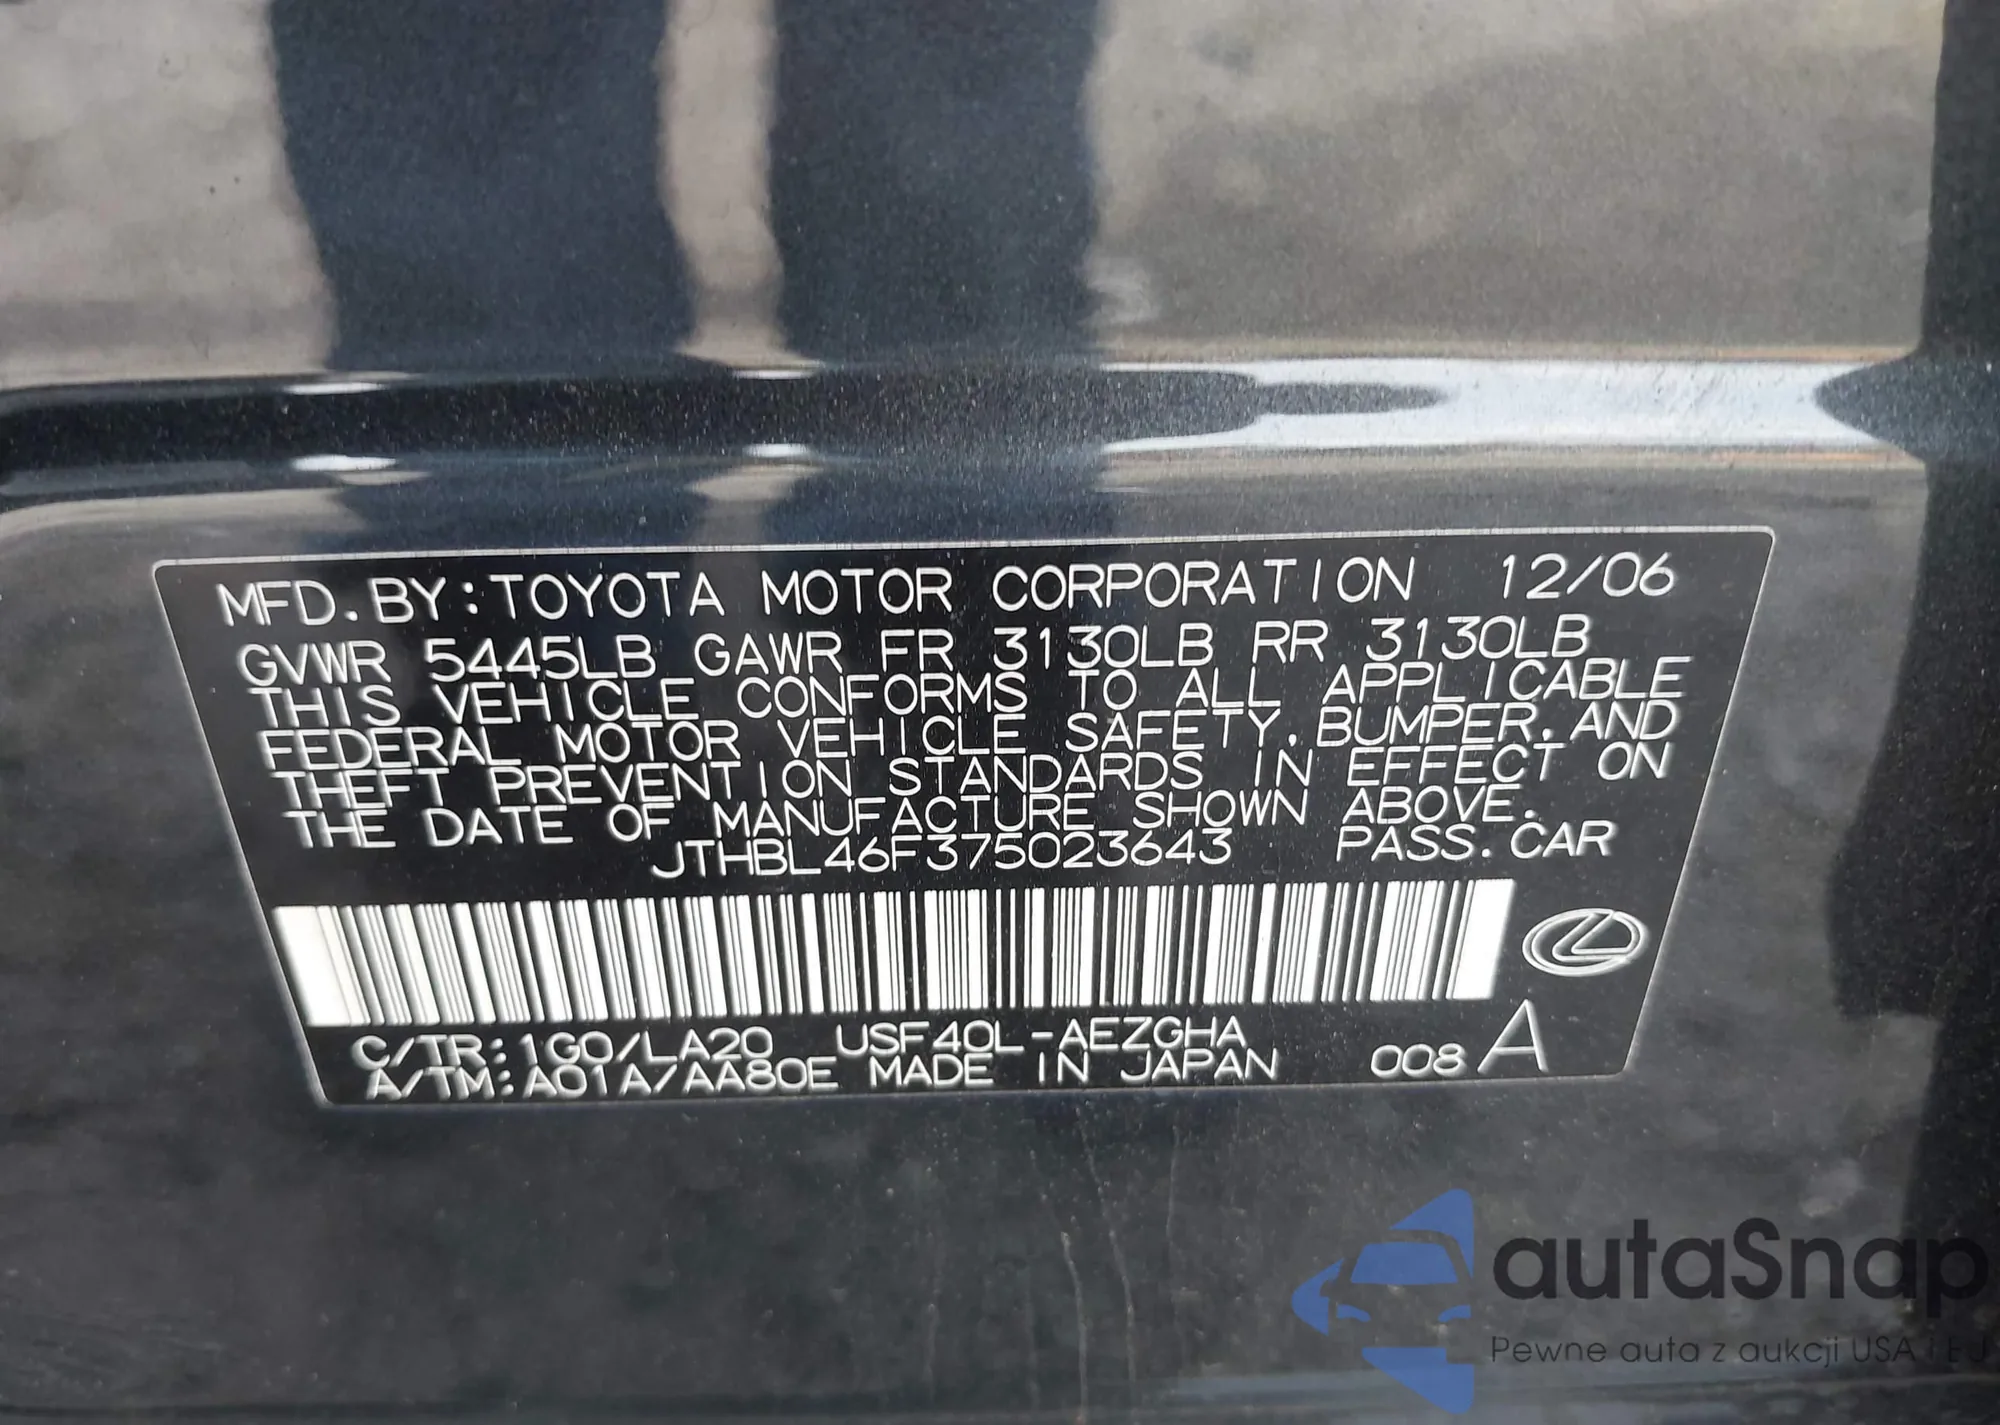 MFD. BY: TOYOTA MOTOR CORPORATION 12/06
GVWR 5445LB GAWR FR 3130LB RR 3130LB
THIS VEHICLE CONFORMS TO ALL APPLICABLE
FEDERAL MOTOR VEHICLE SAFETY, BUMPER, AND
THEFT PREVENTION STANDARDS IN EFFECT ON
THE DATE OF MANUFACTURE SHOWN ABOVE.
JTHBL46F375023643 PASS. CAR
C/TR: 1G0/LA20 USF40L-AEZGHA
A/TM: A01A/AA80E MADE IN JAPAN 008 A
autaSnap
Pewne auta z aukcji USA i EU